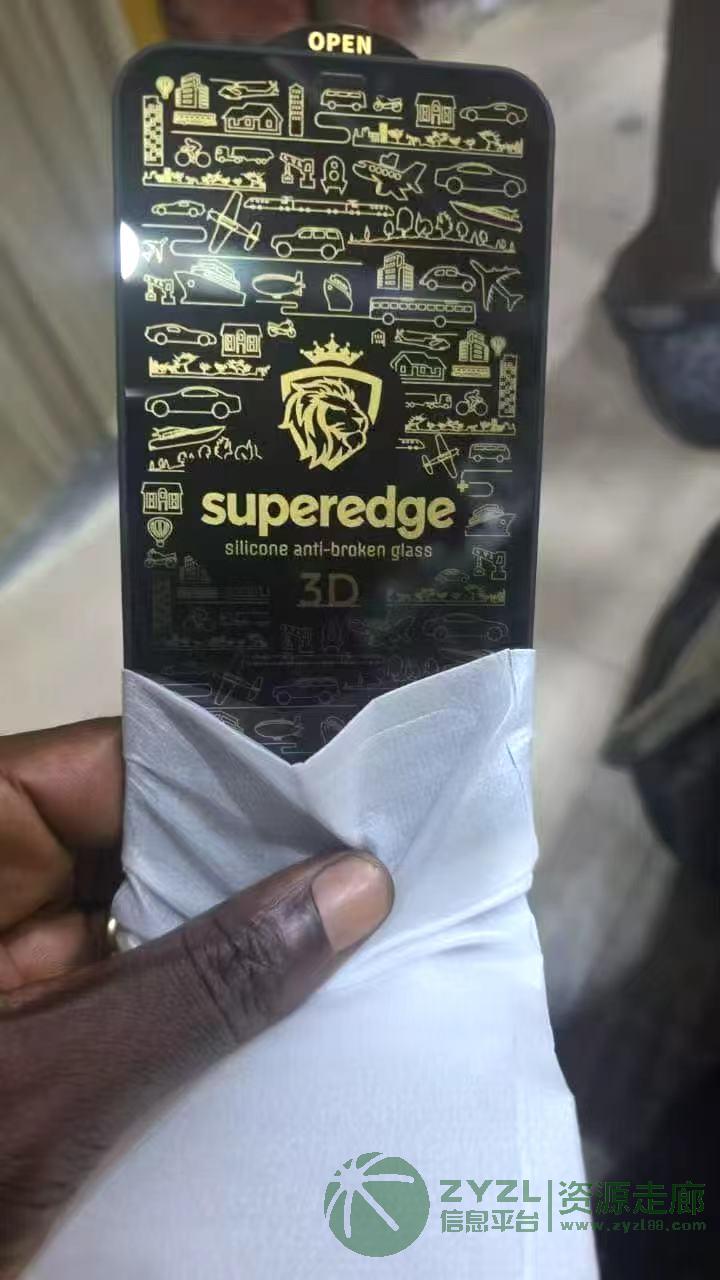 OPEN
superedge
silicone anti-broken glass
3D
ZYZL 资源走廊
信息平台 www.zyzl88.com